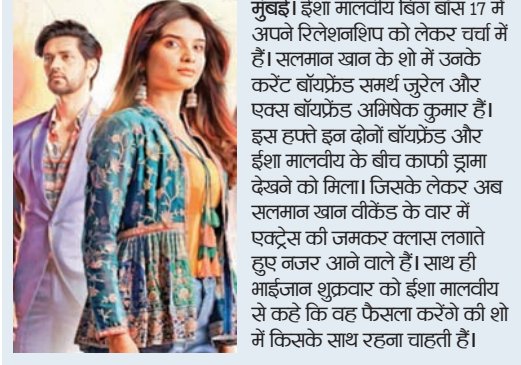 मुंबई। ईशा मालवीय बिग बॉस 17 में
अपने रिलेशनशिप को लेकर चर्चा में
हैं। सलमान खान के शो में उनके
करेंट बॉयफ्रेंड समर्थ जुरेल और
एक्स बॉयफ्रेंड अभिषेक कुमार हैं।
इस हफ्ते इन दोनों बॉयफ्रेंड और
ईशा मालवीय के बीच काफी ड्रामा
देखने को मिला। जिसके लेकर अब
सलमान खान वीकेंड के वार में
एक्ट्रेस की जमकर क्लास लगाते
हुए नजर आने वाले हैं। साथ ही
भाईजान शुक्रवार को ईशा मालवीय
से कहे कि वह फैसला करेंगे की शो
में किसके साथ रहना चाहती हैं।